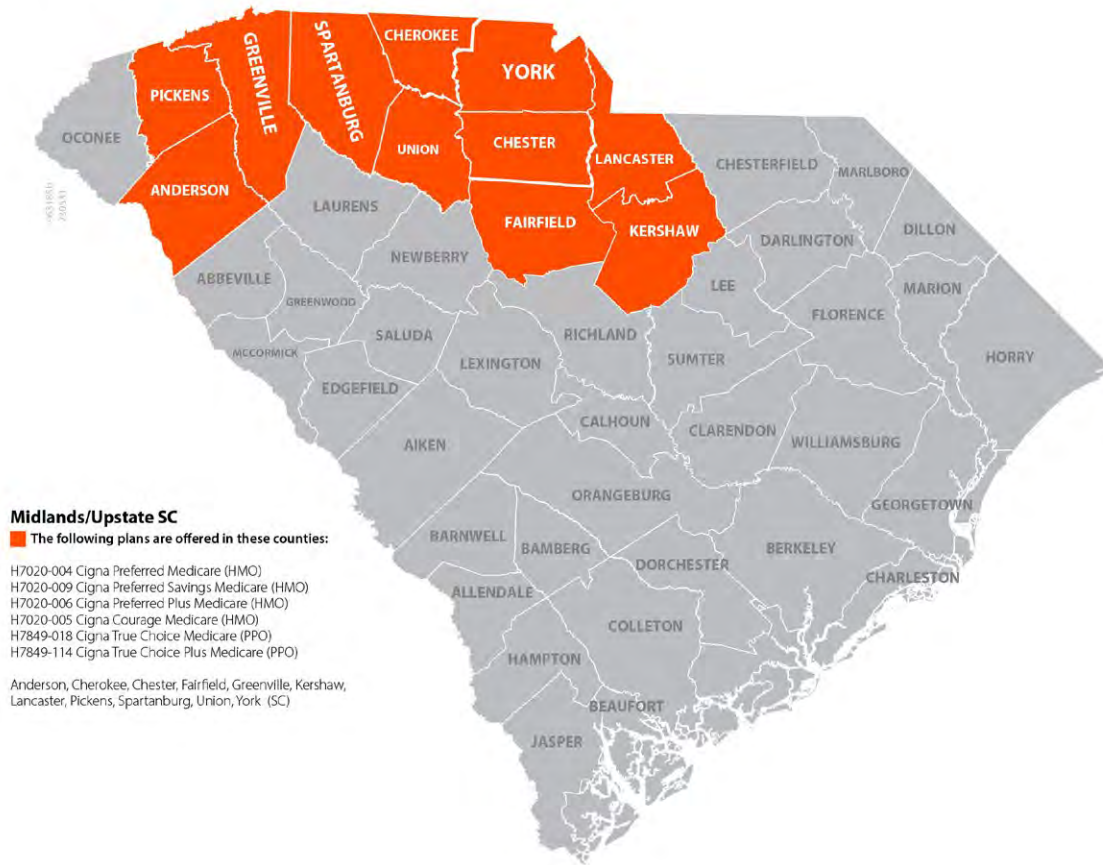 CHEROKEE
SPARTANBURG
GREENVILLE
YORK
PICKENS
OCONEE
UNION
CHESTER
LANCASTER
CHESTERFIELD
MARLBORO
ANDERSON
LAURENS
FAIRFIELD
KERSHAW
DARLINGTON
DILLON
NEWBERRY
ABBEVILLE
LEE
MARION
GREENWOOD
FLORENCE
SALUDA
RICHLAND
MCCORMICK
LEXINGTON
SUMTER
HORRY
EDGEFIELD
CALHOUN
CLARENDON
AIKEN
WILLIAMSBURG
ORANGEBURG
GEORGETOWN
Midlands/Upstate SC
The following plans are offered in these counties:
H7020-004 Cigna Preferred Medicare (HMO)
H7020-009 Cigna Preferred Savings Medicare (HMO)
H7020-006 Cigna Preferred Plus Medicare (HMO)
H7020-005 Cigna Courage Medicare (HMO)
H7849-018 Cigna True Choice Medicare (PPO)
H7849-114 Cigna True Choice Plus Medicare (PPO)
Anderson, Cherokee, Chester, Fairfield, Greenville, Kershaw,
Lancaster, Pickens, Spartanburg, Union, York (SC)
BARNWELL
BAMBERG
BERKELEY
DORCHESTER
CHARLESTON
ALLENDALE
COLLETON
HAMPTON
BEAUFORT
JASPER